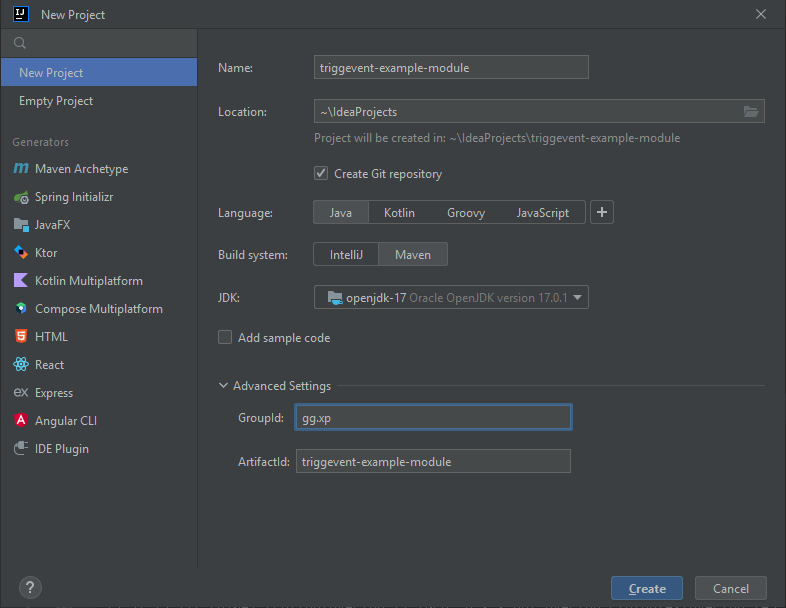 New Project
New Project
Empty Project
Generators
Maven Archetype
Spring Initializr
JavaFX
Ktor
Kotlin Multiplatform
Compose Multiplatform
HTML
React
ex Express
Angular CLI
IDE Plugin
Name: triggevent-example-module
Location: ~\IdeaProjects
Project will be created in: ~\IdeaProjects\triggevent-example-module
Create Git repository
Language: Java Kotlin Groovy JavaScript +
Build system: IntelliJ Maven
JDK: openjdk-17 Oracle OpenJDK version 17.0.1
Add sample code
Advanced Settings
GroupId: gg.xp
ArtifactId: triggevent-example-module
? Create Cancel